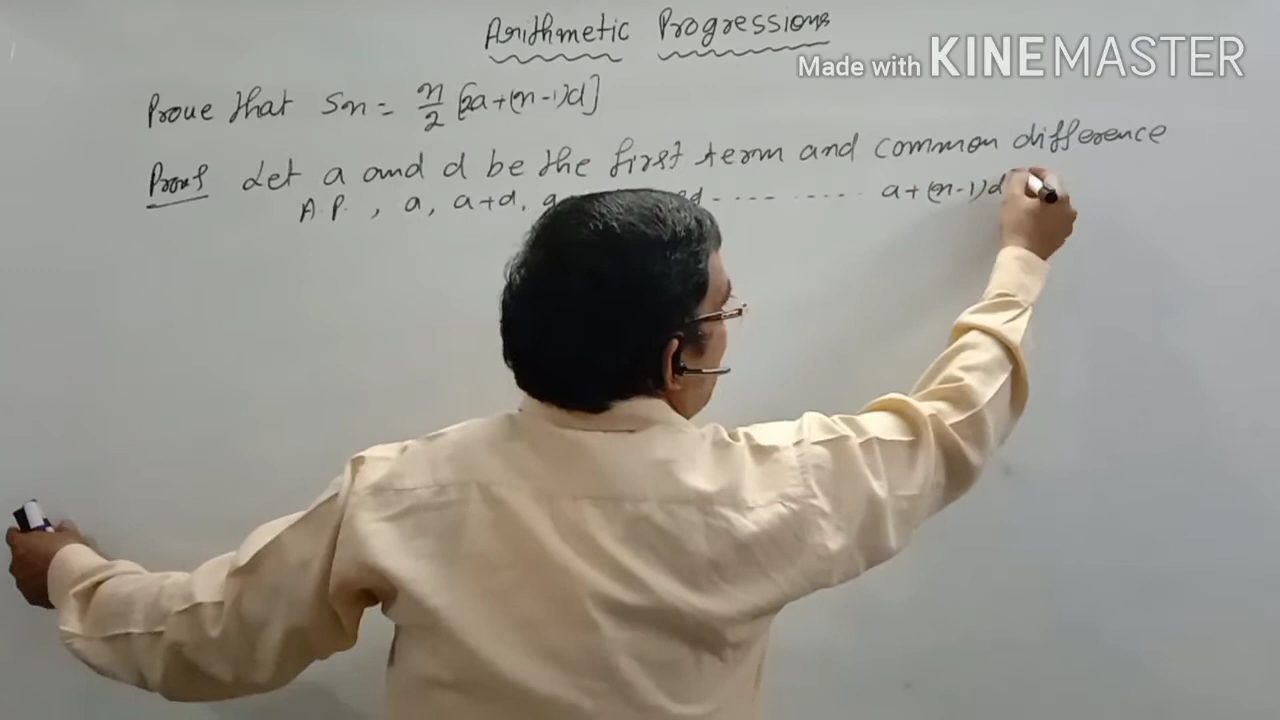 Arithmetic Progressions
Made with KINEMASTER
Prove that Sn = n/2 [2a+(n-1)d]
Proof Let a and d be the first term and common difference
A.P., a, a+d, d ---- ---- a+(n-1)d